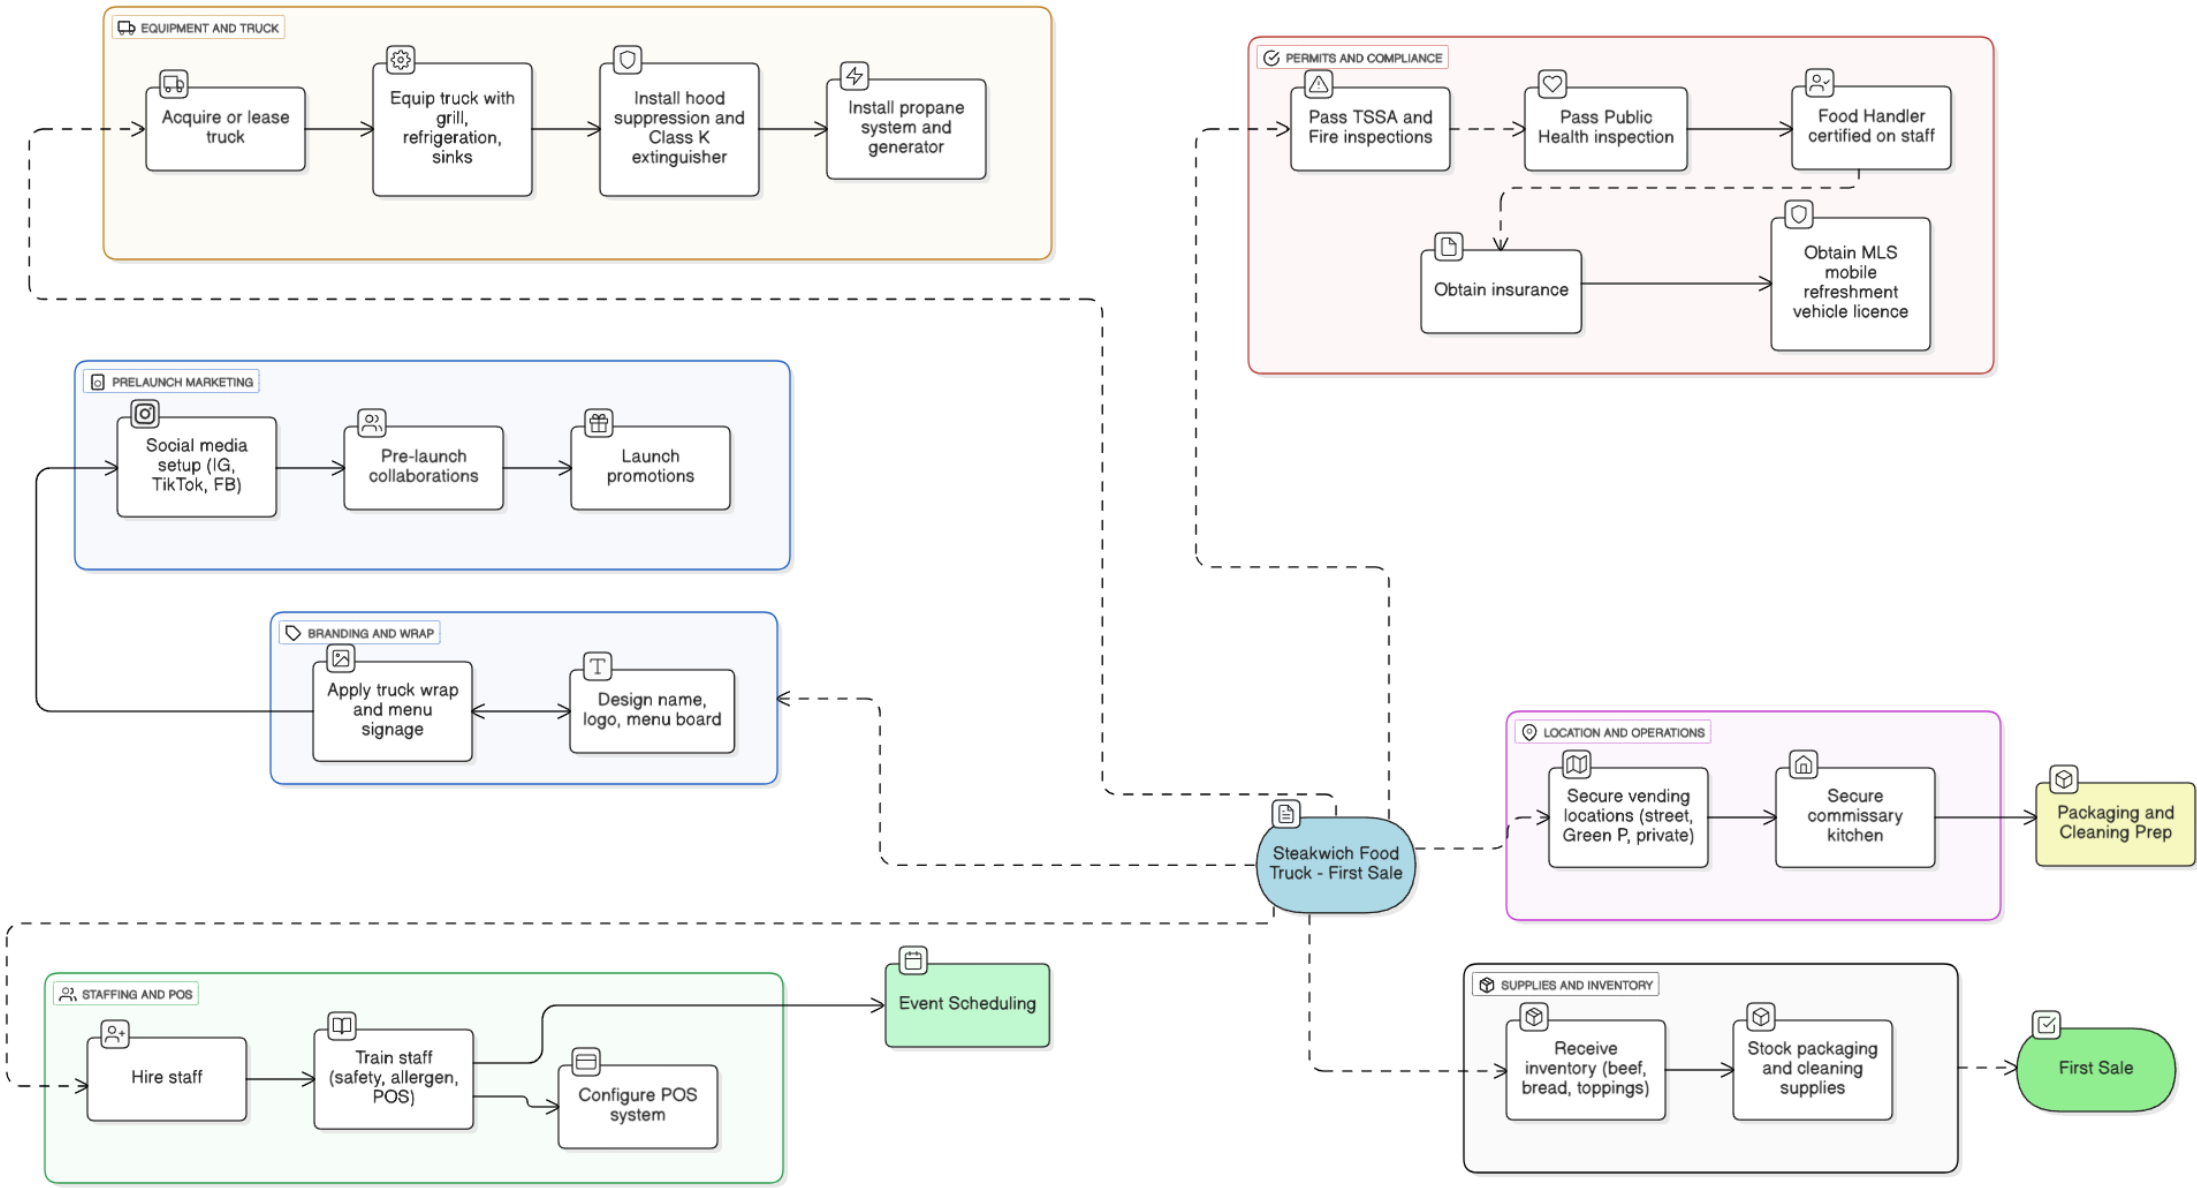 EQUIPMENT AND TRUCK
Acquire or lease
truck
Equip truck with
grill,
refrigeration,
sinks
Install hood
suppression and
Class K
extinguisher
Install propane
system and
generator
PERMITS AND COMPLIANCE
Pass TSSA and
Fire inspections
Pass Public
Health inspection
Food Handler
certified on staff
Obtain insurance
Obtain MLS
mobile
refreshment
vehicle licence
PRELAUNCH MARKETING
Social media
setup (IG,
TikTok, FB)
Pre-launch
collaborations
Launch
promotions
BRANDING AND WRAP
Apply truck wrap
and menu
signage
Design name,
logo, menu board
Steakwich Food
Truck - First Sale
LOCATION AND OPERATIONS
Secure vending
locations (street,
Green P, private)
Secure
commissary
kitchen
Packaging and
Cleaning Prep
STAFFING AND POS
Hire staff
Train staff
(safety, allergen,
POS)
Configure POS
system
Event Scheduling
SUPPLIES AND INVENTORY
Receive
inventory (beef,
bread, toppings)
Stock packaging
and cleaning
supplies
First Sale